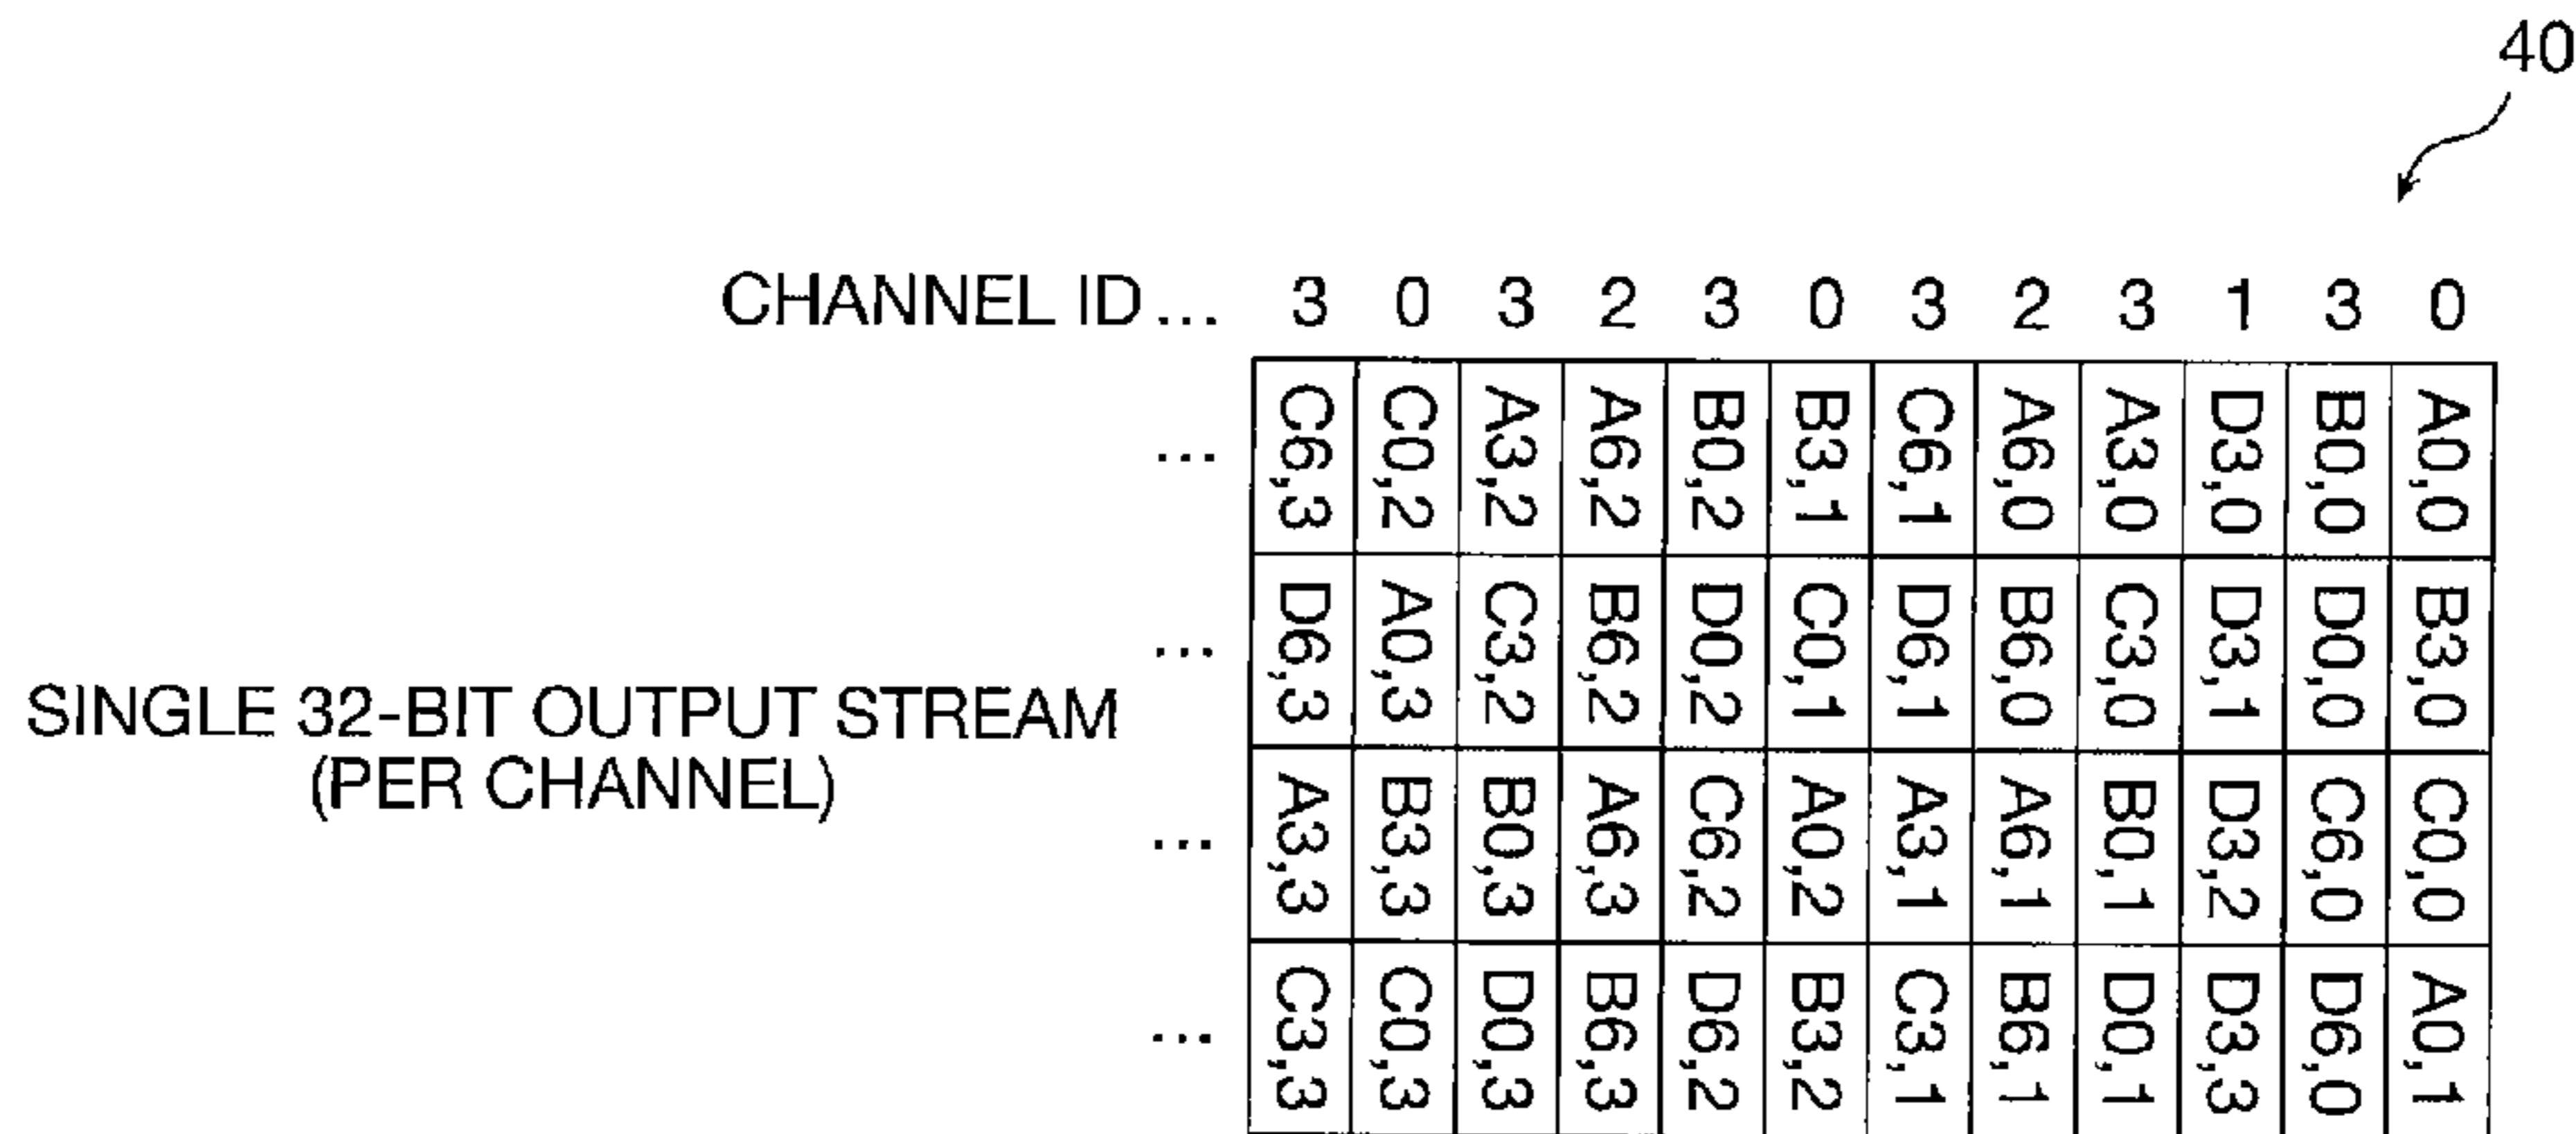 40
CHANNEL ID ... 3 0 3 2 3 0 3 2 3 1 3 0
... C6,3 C0,2 A3,2 A6,2 B0,2 B3,1 C6,1 A6,0 A3,0 D3,0 B0,0 A0,0
... D6,3 A0,3 C3,2 B6,2 D0,2 C0,1 D6,1 B6,0 C3,0 D3,1 D0,0 B3,0
SINGLE 32-BIT OUTPUT STREAM
(PER CHANNEL)
... A3,3 B3,3 B0,3 A6,3 C6,2 A0,2 A3,1 A6,1 B0,1 D3,2 C6,0 C0,0
... C3,3 C0,3 D0,3 B6,3 D6,2 B3,2 C3,1 B6,1 D0,1 D3,3 D6,0 A0,1